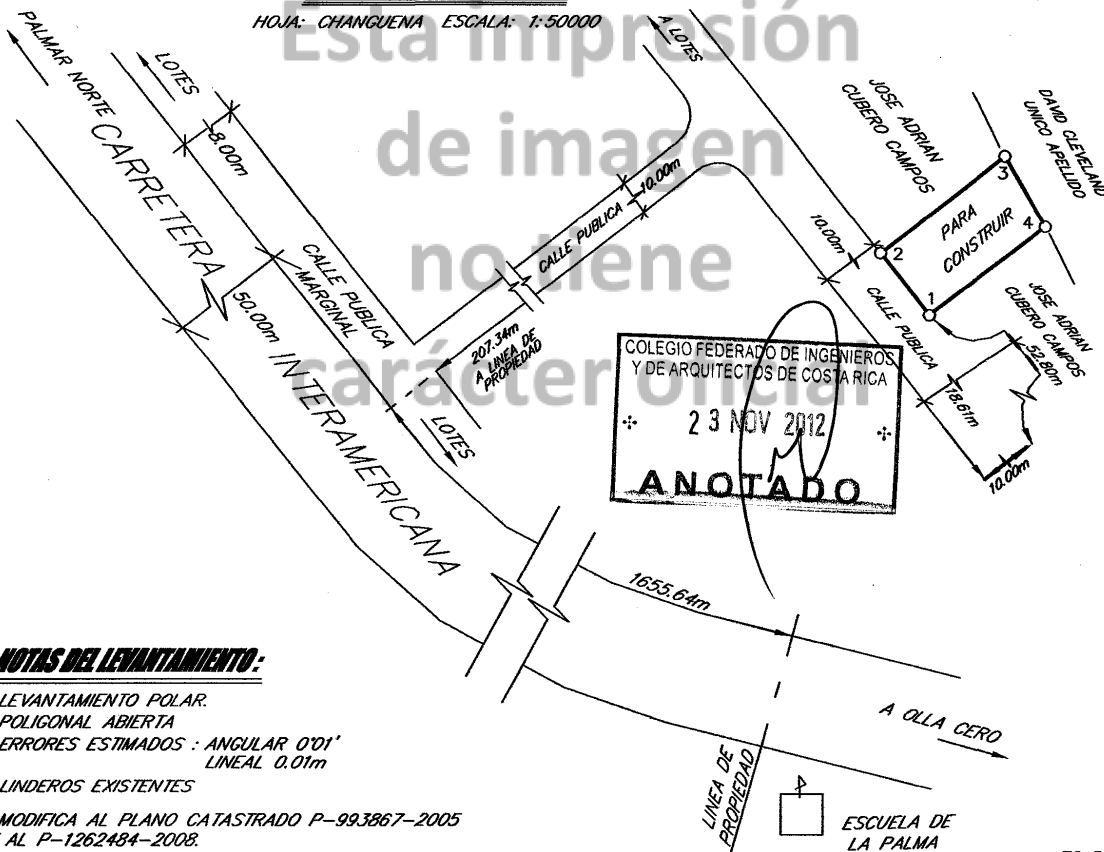 HOJA: CHANGUENA ESCALA: 1:50000
Esta impresión
de imagen
no tiene
carácter oficial
PALMAR NORTE
LOTES
8.00m
CARRETERA
50.00m
INTERAMERICANA
CALLE PUBLICA
MARGINAL
A LOTES
CALLE PUBLICA
10.00m
207.34m
A LINEA DE
PROPIEDAD
LOTES
JOSE ADRIAN
CUBERO CAMPOS
DAVID CLEVELAND
UNICO APELLIDO
3
4
PARA
CONSTRUIR
2
1
10.00m
CALLE PUBLICA
JOSE ADRIAN
CUBERO CAMPOS
52.80m
18.61m
10.00m
COLEGIO FEDERADO DE INGENIEROS
Y DE ARQUITECTOS DE COSTA RICA
23 NOV 2012
ANOTADO
1655.64m
A OLLA CERO
LINEA DE
PROPIEDAD
ESCUELA DE
LA PALMA
NOTAS DEL LEVANTAMIENTO:
LEVANTAMIENTO POLAR.
POLIGONAL ABIERTA
ERRORES ESTIMADOS : ANGULAR 0°01'
LINEAL 0.01m
LINDEROS EXISTENTES
MODIFICA AL PLANO CATASTRADO P-993867-2005
AL P-1262484-2008.